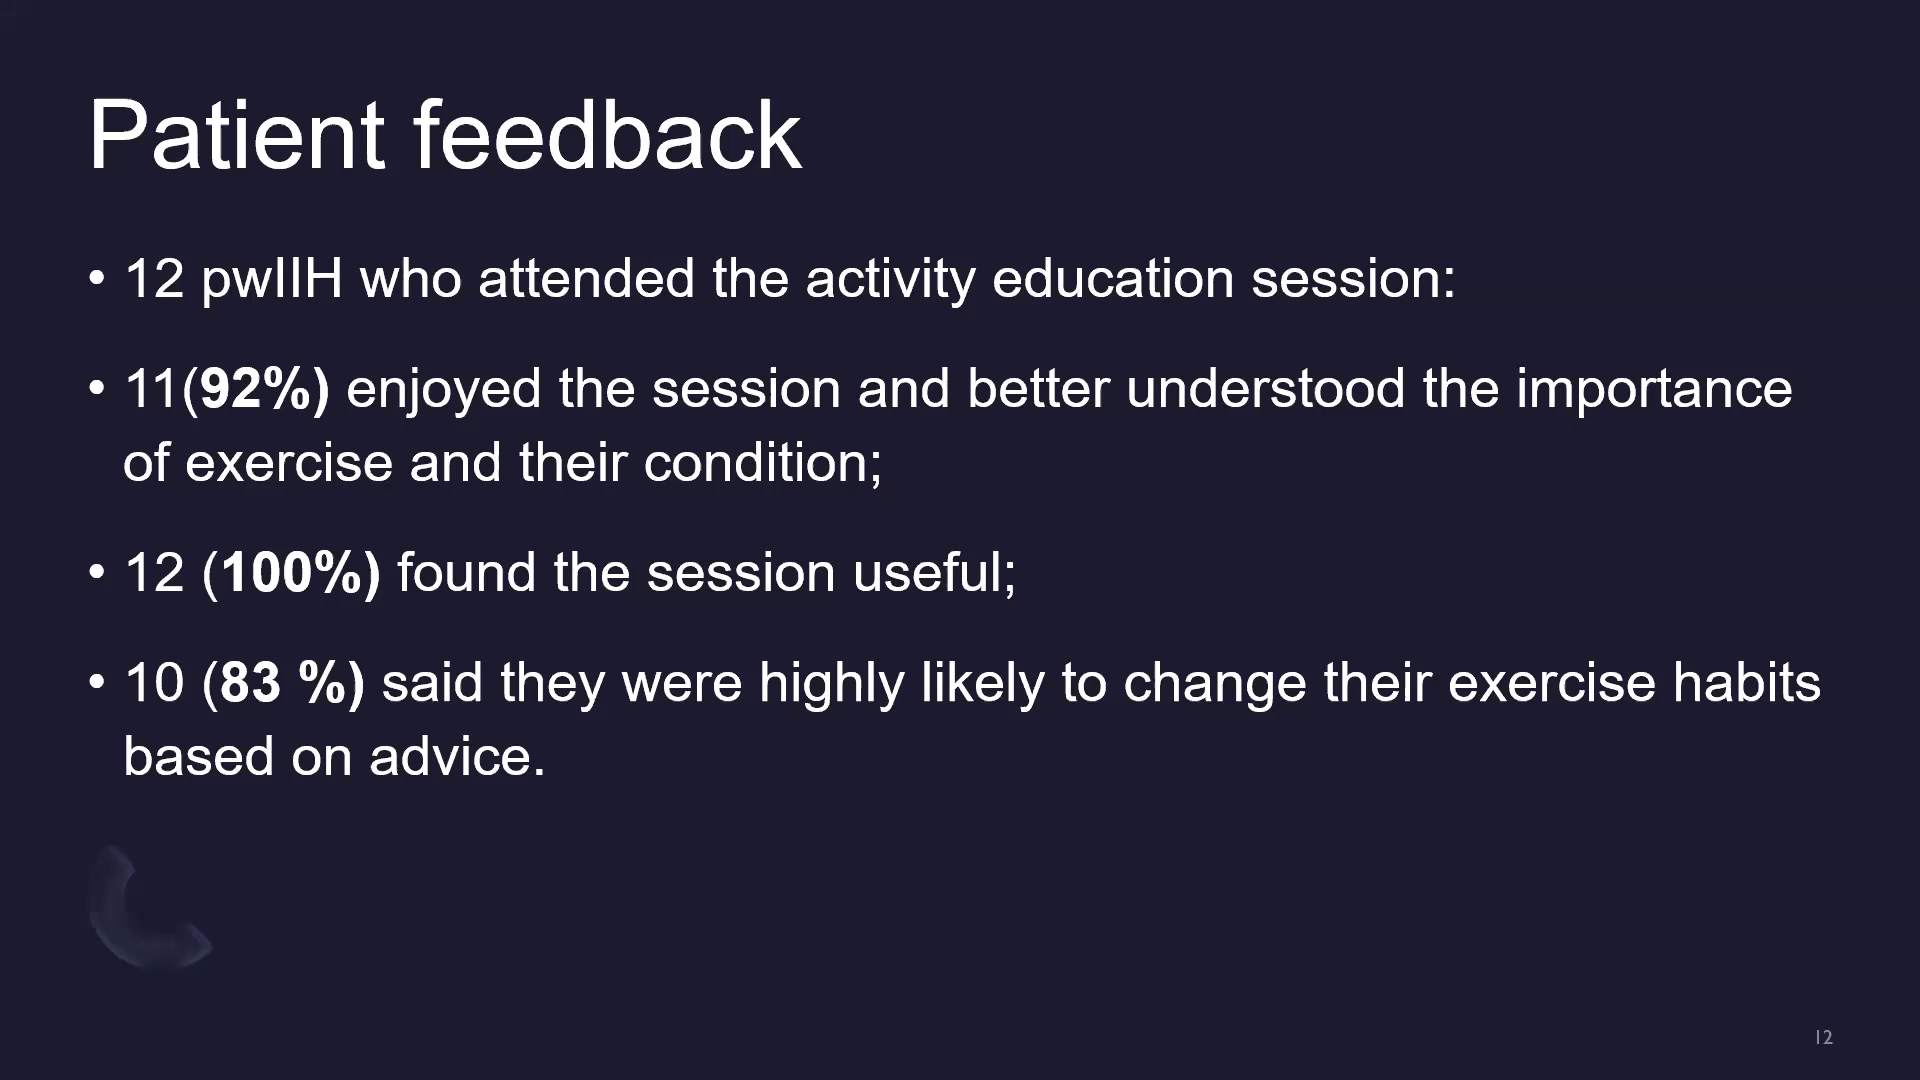 Patient feedback
• 12 pwIIH who attended the activity education session:
• 11(92%) enjoyed the session and better understood the importance
of exercise and their condition;
• 12 (100%) found the session useful;
• 10 (83 %) said they were highly likely to change their exercise habits
based on advice.
12